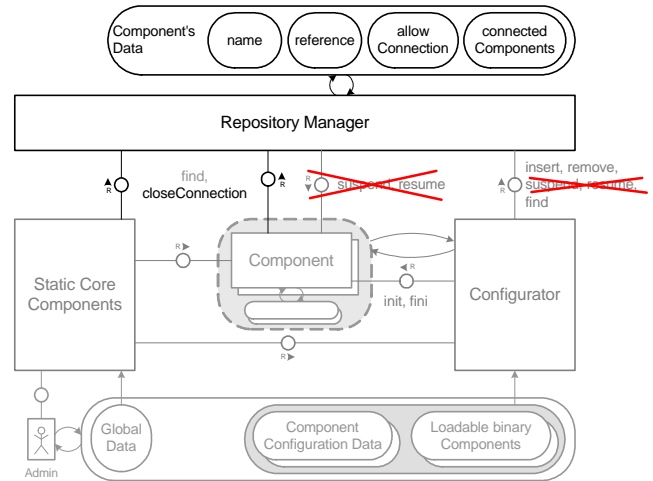 Component's
Data
name
reference
allow
Connection
connected
Components
Repository Manager
R
find,
closeConnection
R
R
suspend, resume
R
insert, remove,
suspend, resume,
find
Static Core
Components
R
Component
R
init, fini
Configurator
R
Admin
Global
Data
Component
Configuration Data
Loadable binary
Components